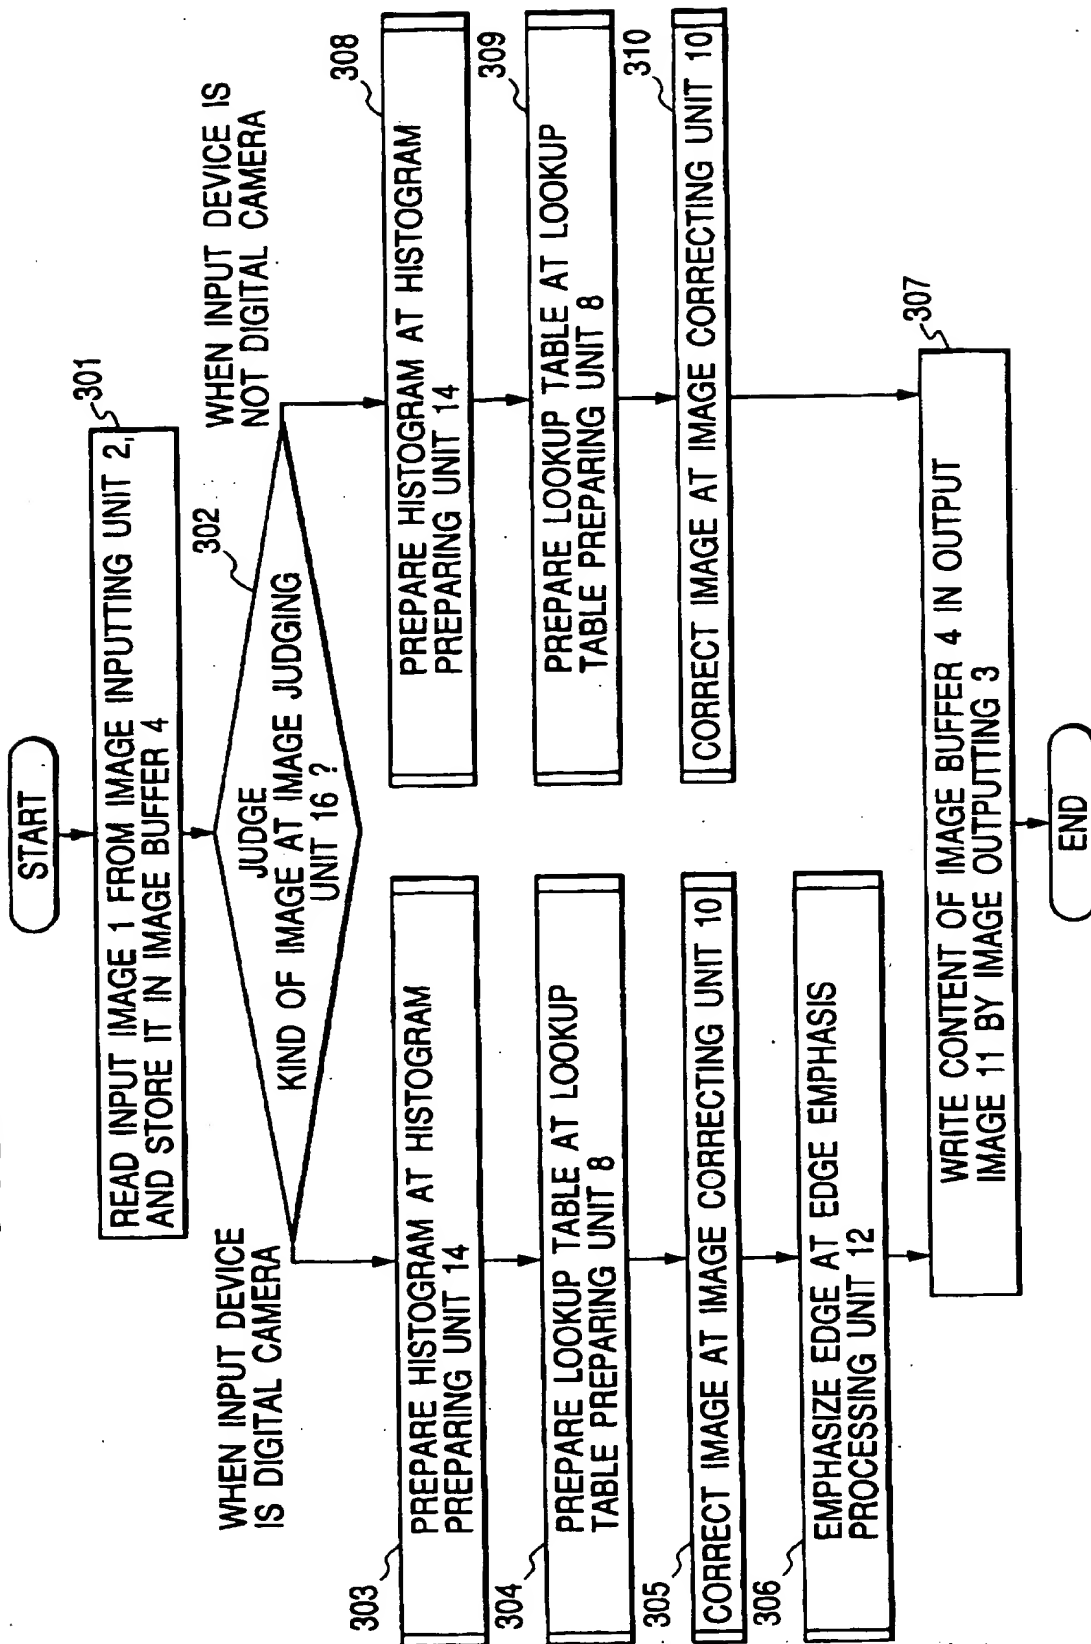 START
301
READ INPUT IMAGE 1 FROM IMAGE INPUTTING UNIT 2,
AND STORE IT IN IMAGE BUFFER 4
302
JUDGE
KIND OF IMAGE AT IMAGE JUDGING
UNIT 16 ?
WHEN INPUT DEVICE
IS DIGITAL CAMERA
303
PREPARE HISTOGRAM AT HISTOGRAM
PREPARING UNIT 14
304
PREPARE LOOKUP TABLE AT LOOKUP
TABLE PREPARING UNIT 8
305
CORRECT IMAGE AT IMAGE CORRECTING UNIT 10
306
EMPHASIZE EDGE AT EDGE EMPHASIS
PROCESSING UNIT 12
WHEN INPUT DEVICE IS
NOT DIGITAL CAMERA
308
PREPARE HISTOGRAM AT HISTOGRAM
PREPARING UNIT 14
309
PREPARE LOOKUP TABLE AT LOOKUP
TABLE PREPARING UNIT 8
310
CORRECT IMAGE AT IMAGE CORRECTING UNIT 10
307
WRITE CONTENT OF IMAGE BUFFER 4 IN OUTPUT
IMAGE 11 BY IMAGE OUTPUTTING 3
END